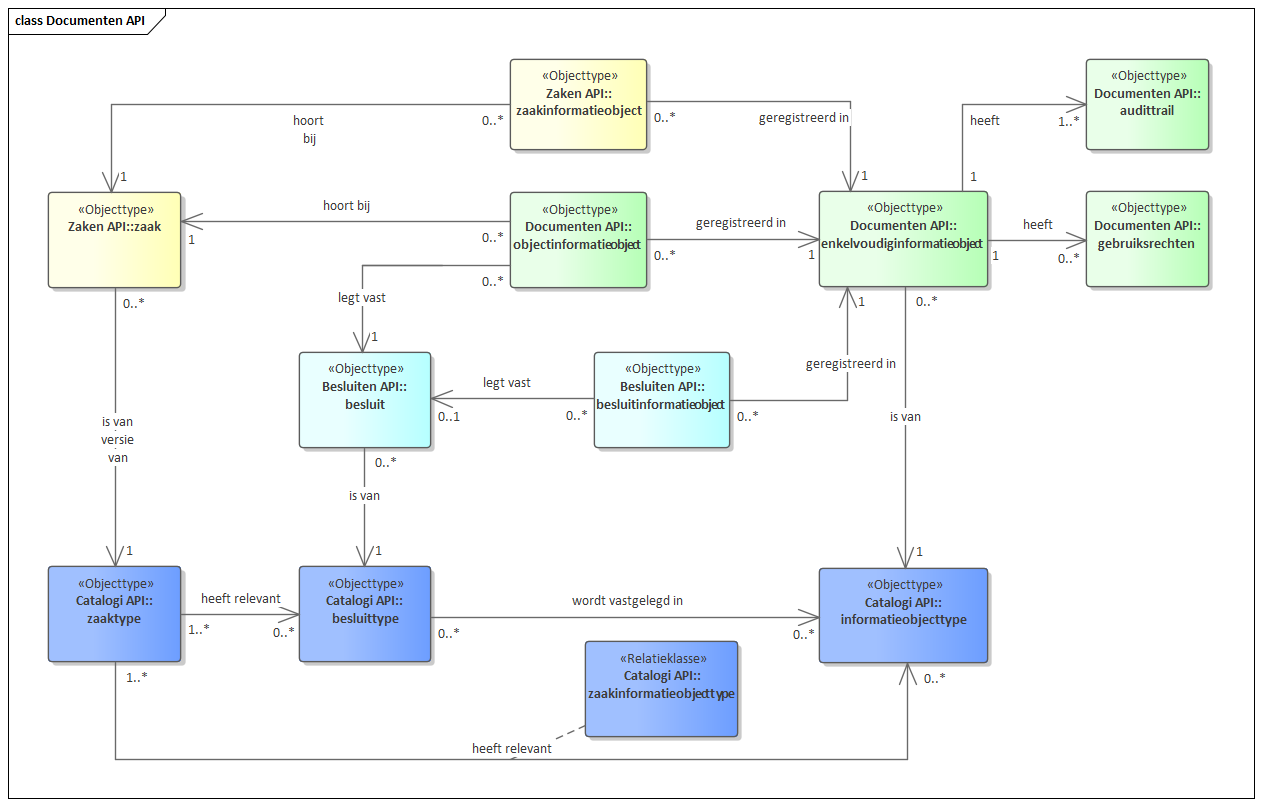 class Documenten API
«Objecttype»
Zaken API::
zaakinformatieobject
0..*
0..*
hoort
bij
1
geregistreerd in
1
«Objecttype»
Documenten API::
audittrail
heeft
1..*
1
«Objecttype»
Zaken API::zaak
1
0..*
hoort bij
0..*
0..*
«Objecttype»
Documenten API::
objectinformatieobject
0..*
geregistreerd in
1
«Objecttype»
Documenten API::
enkelvoudiginformatieobject
1
0..*
1
heeft
0..*
«Objecttype»
Documenten API::
gebruiksrechten
legt vast
1
«Objecttype»
Besluiten API::
besluit
0..1
0..*
legt vast
0..*
«Objecttype»
Besluiten API::
besluitinformatieobject
0..*
geregistreerd in
is van
versie
van
1
is van
1
is van
1
«Objecttype»
Catalogi API::
zaaktype
1..*
1..*
heeft relevant
0..*
«Objecttype»
Catalogi API::
besluittype
0..*
wordt vastgelegd in
0..*
«Objecttype»
Catalogi API::
informatieobjecttype
0..*
«Relatieklasse»
Catalogi API::
zaakinformatieobjecttype
heeft relevant